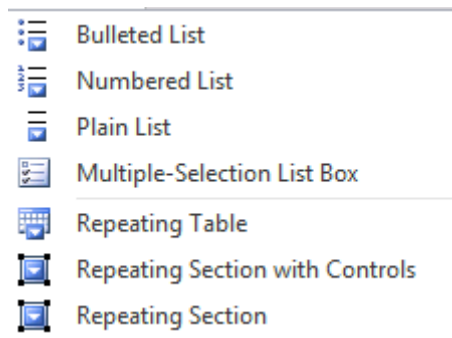 Bulleted List
Numbered List
Plain List
Multiple-Selection List Box
Repeating Table
Repeating Section with Controls
Repeating Section